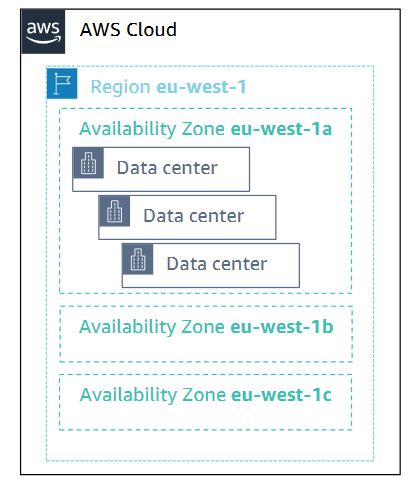 aws
AWS Cloud
Region eu-west-1
Availability Zone eu-west-1a
Data center
Data center
Data center
Availability Zone eu-west-1b
Availability Zone eu-west-1c